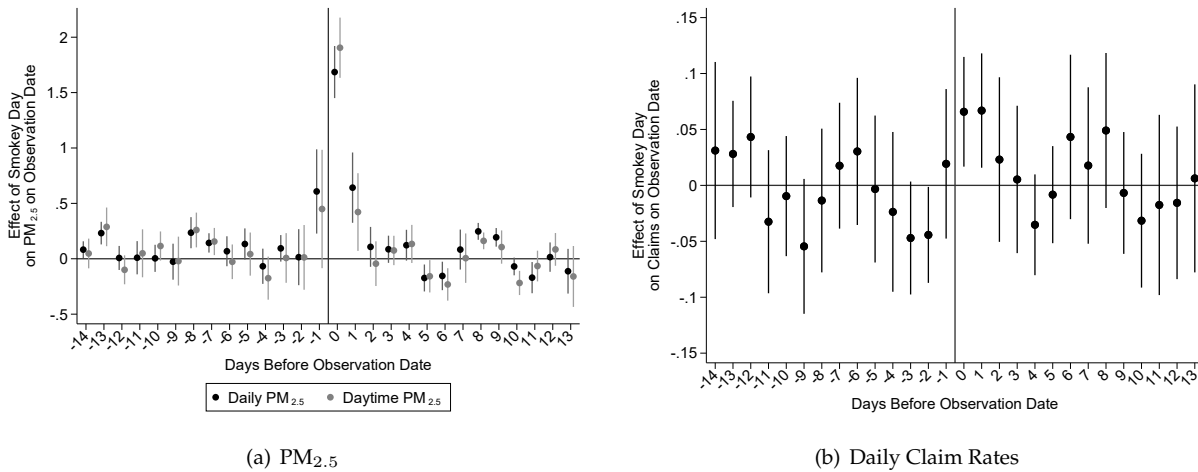 Effect of Smokey Day
on PM2.5 on Observation Date
2
1.5
1
.5
0
-.5
-14 -13 -12 -11 -10 -9 -8 -7 -6 -5 -4 -3 -2 -1 0 1 2 3 4 5 6 7 8 9 10 11 12 13
Days Before Observation Date
Daily PM2.5 Daytime PM2.5
(a) PM2.5
Effect of Smokey Day
on Claims on Observation Date
.15
.1
.05
0
-.05
-.1
-.15
-14 -13 -12 -11 -10 -9 -8 -7 -6 -5 -4 -3 -2 -1 0 1 2 3 4 5 6 7 8 9 10 11 12 13
Days Before Observation Date
(b) Daily Claim Rates